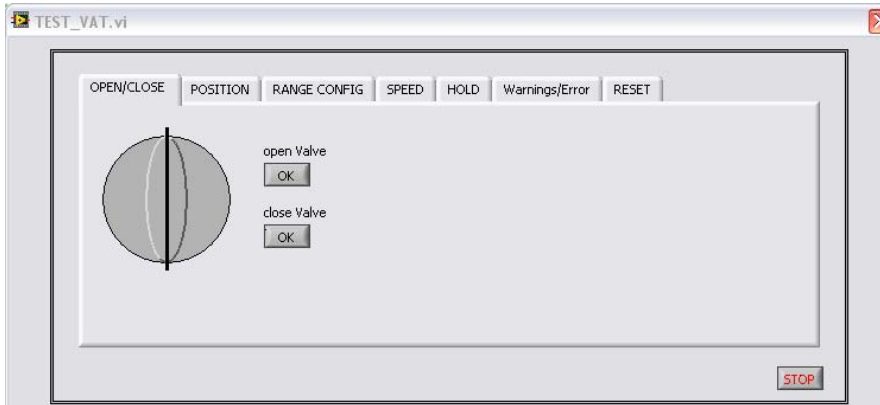 TEST_VAT.vi
OPEN/CLOSE POSITION RANGE CONFIG SPEED HOLD Warnings/Error RESET
open Valve
OK
close Valve
OK
STOP